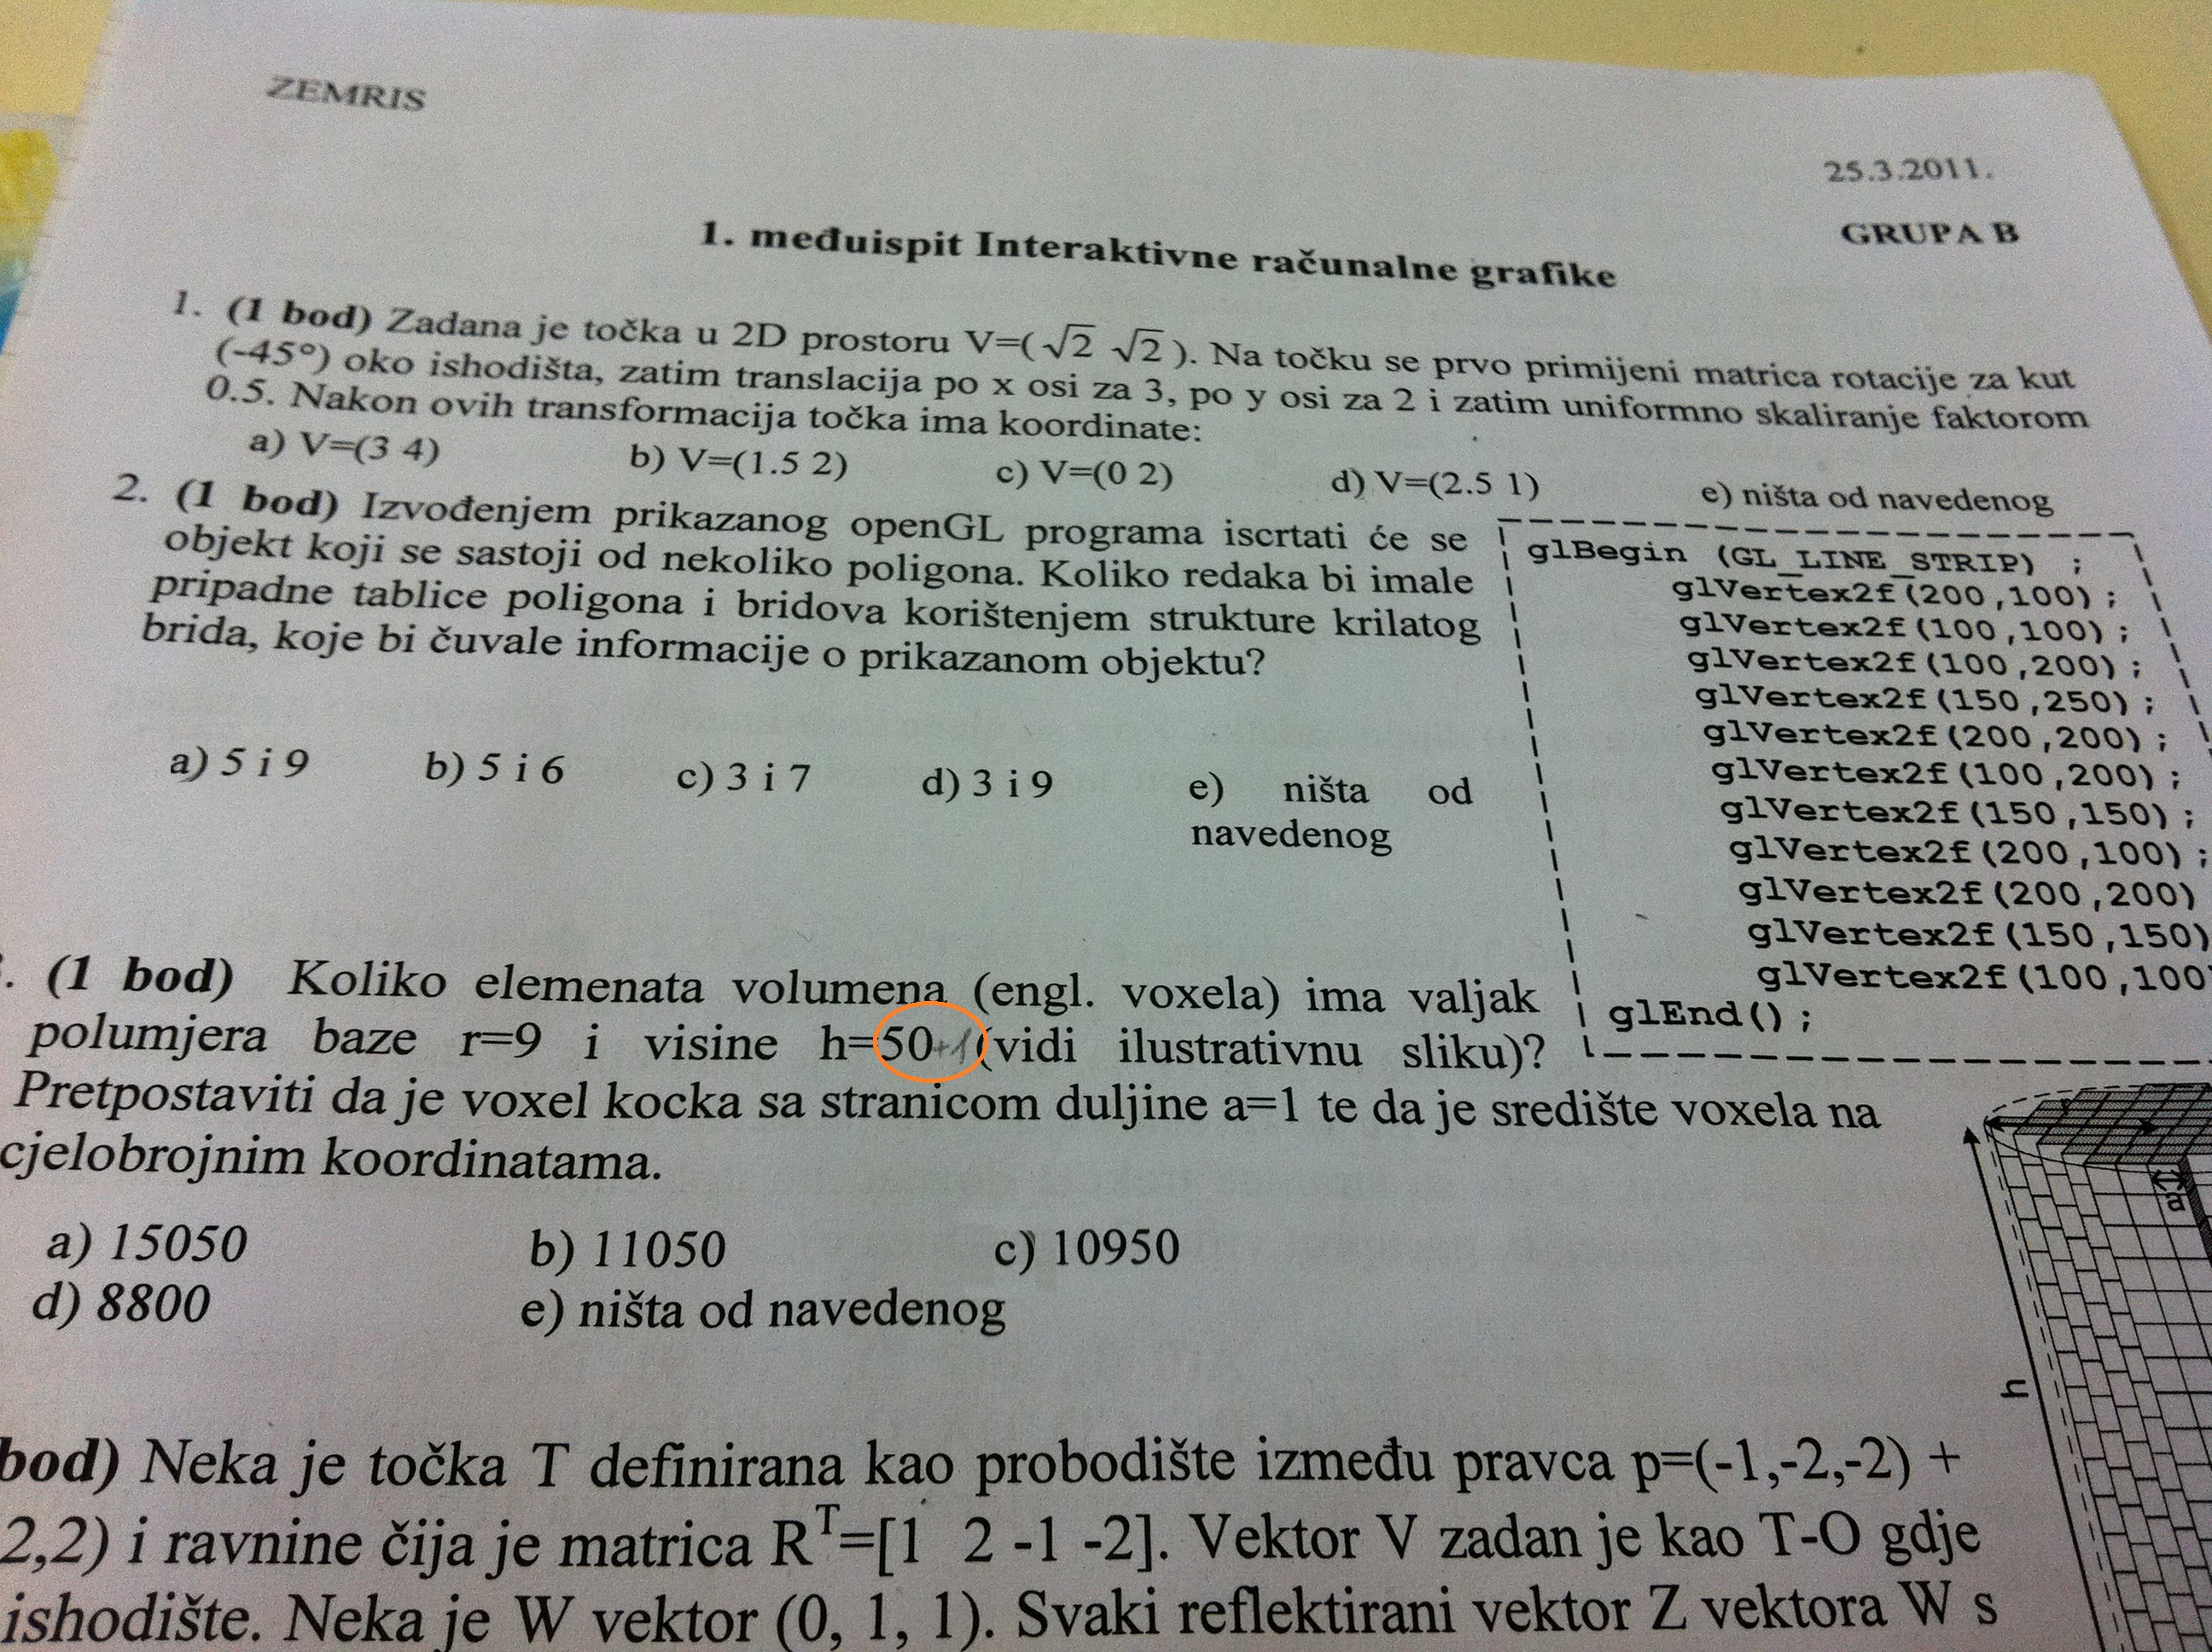 ZEMRIS
25.3.2011.
GRUPA B
1. međuispit Interaktivne računalne grafike
1. (1 bod) Zadana je točka u 2D prostoru V=( √2 √2 ). Na točku se prvo primijeni matrica rotacije za kut
(-45°) oko ishodišta, zatim translacija po x osi za 3, po y osi za 2 i zatim uniformno skaliranje faktorom
0.5. Nakon ovih transformacija točka ima koordinate:
a) V=(3 4) b) V=(1.5 2) c) V=(0 2) d) V=(2.5 1) e) ništa od navedenog
2. (1 bod) Izvođenjem prikazanog openGL programa iscrtati će se
objekt koji se sastoji od nekoliko poligona. Koliko redaka bi imale
pripadne tablice poligona i bridova korištenjem strukture krilatog
brida, koje bi čuvale informacije o prikazanom objektu?
a) 5 i 9 b) 5 i 6 c) 3 i 7 d) 3 i 9 e) ništa od
navedenog
glBegin (GL_LINE_STRIP) ;
glVertex2f(200,100);
glVertex2f(100,100);
glVertex2f(100,200);
glVertex2f(150,250);
glVertex2f(200,200);
glVertex2f(100,200);
glVertex2f(150,150);
glVertex2f(200,100);
glVertex2f(200,200)
glVertex2f(150,150)
glVertex2f(100,100
glEnd();
. (1 bod) Koliko elemenata volumena (engl. voxela) ima valjak
polumjera baze r=9 i visine h=50+1(vidi ilustrativnu sliku)?
Pretpostaviti da je voxel kocka sa stranicom duljine a=1 te da je središte voxela na
cjelobrojnim koordinatama.
a) 15050 b) 11050 c) 10950
d) 8800 e) ništa od navedenog
a
h
bod) Neka je točka T definirana kao probodište između pravca p=(-1,-2,-2) +
2,2) i ravnine čija je matrica R^T=[1 2 -1 -2]. Vektor V zadan je kao T-O gdje
ishodište. Neka je W vektor (0, 1, 1). Svaki reflektirani vektor Z vektora W s